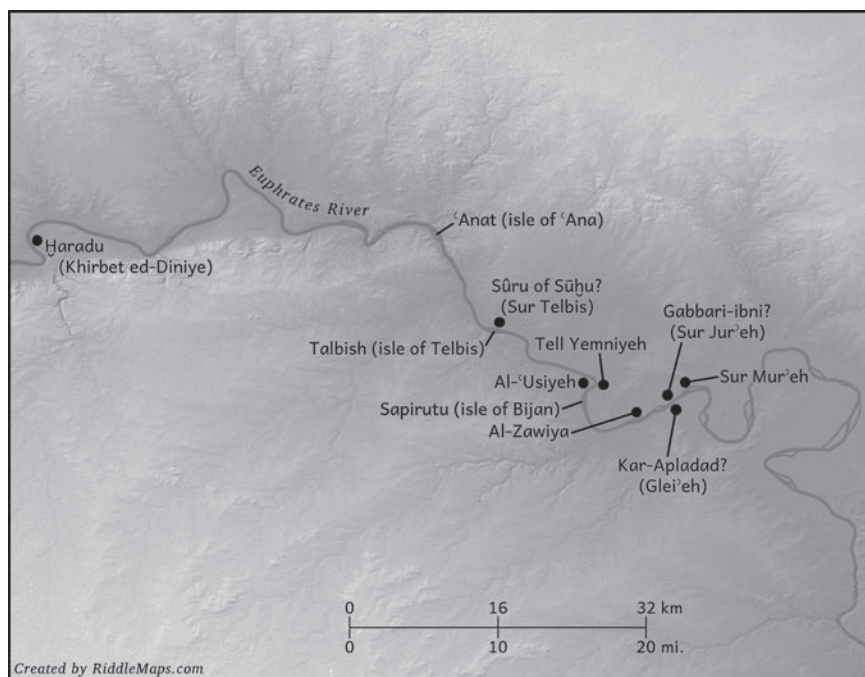 Euphrates River
ʿAnat (isle of ʿAna)
Ḫaradu
(Khirbet ed-Diniye)
Sûru of Sūḫu?
(Sur Telbis)
Gabbari-ibni?
(Sur Jurʾeh)
Talbish (isle of Telbis)
Tell Yemniyeh
Al-ʿUsiyeh
Sur Murʾeh
Sapirutu (isle of Bijan)
Al-Zawiya
Kar-Apladad?
(Gleiʾeh)
0 16 32 km
0 10 20 mi.
Created by RiddleMaps.com